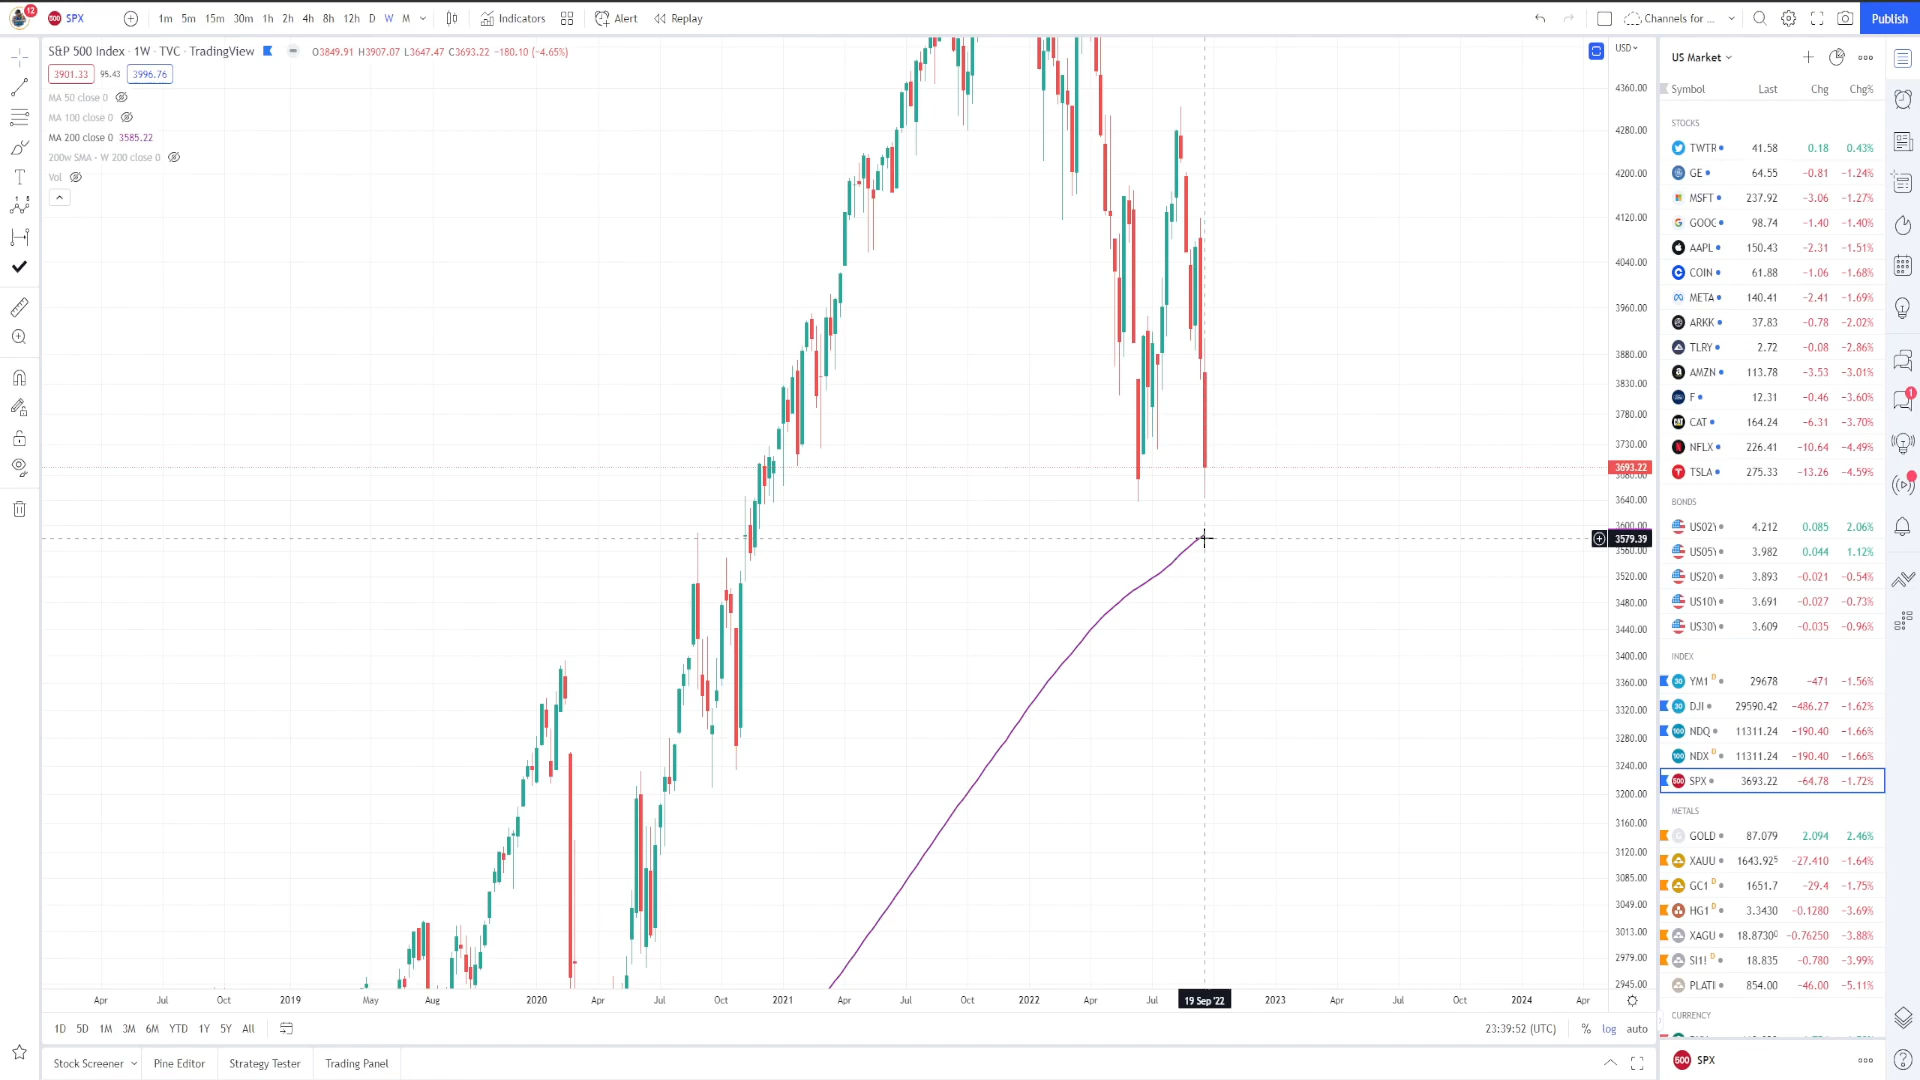 12
500 SPX
1m 5m 15m 30m 1h 2h 4h 8h 12h D W M
Indicators
Alert
Replay
Channels for ...
Publish
S&P 500 Index · 1W · TVC · TradingView
O3849.91 H3907.07 L3647.47 C3693.22 −180.10 (−4.65%)
3901.33 95.43 3996.76
MA 50 close 0
MA 100 close 0
MA 200 close 0 3585.22
200w SMA - W 200 close 0
Vol
USD
4360.00
4280.00
4200.00
4120.00
4040.00
3960.00
3880.00
3830.00
3780.00
3730.00
3693.22
3680.00
3640.00
3600.00
3579.39
3560.00
3520.00
3480.00
3440.00
3400.00
3360.00
3320.00
3280.00
3240.00
3200.00
3160.00
3120.00
3085.00
3049.00
3013.00
2979.00
2945.00
Apr Jul Oct 2019 May Aug 2020 Apr Jul Oct 2021 Apr Jul Oct 2022 Apr Jul 19 Sep '22 2023 Apr Jul Oct 2024 Apr
1D 5D 1M 3M 6M YTD 1Y 5Y All
23:39:52 (UTC) % log auto
Stock Screener Pine Editor Strategy Tester Trading Panel
US Market
Symbol Last Chg Chg%
STOCKS
TWTR 41.58 0.18 0.43%
GE 64.55 −0.81 −1.24%
MSFT 237.92 −3.06 −1.27%
GOOC 98.74 −1.40 −1.40%
AAPL 150.43 −2.31 −1.51%
COIN 61.88 −1.06 −1.68%
META 140.41 −2.41 −1.69%
ARKK 37.83 −0.78 −2.02%
TLRY 2.72 −0.08 −2.86%
AMZN 113.78 −3.53 −3.01%
F 12.31 −0.46 −3.60%
CAT 164.24 −6.31 −3.70%
NFLX 226.41 −10.64 −4.49%
TSLA 275.33 −13.26 −4.59%
BONDS
US02Y 4.212 0.085 2.06%
US05Y 3.982 0.044 1.12%
US20Y 3.893 −0.021 −0.54%
US10Y 3.691 −0.027 −0.73%
US30Y 3.609 −0.035 −0.96%
INDEX
30 YM1 D 29678 −471 −1.56%
30 DJI 29590.42 −486.27 −1.62%
100 NDQ 11311.24 −190.40 −1.66%
100 NDX D 11311.24 −190.40 −1.66%
500 SPX 3693.22 −64.78 −1.72%
METALS
GOLD 87.079 2.094 2.46%
XAUU 1643.925 −27.410 −1.64%
GC1 D 1651.7 −29.4 −1.75%
HG1 D 3.3430 −0.1280 −3.69%
XAGU 18.8730 −0.76250 −3.88%
SI1! D 18.835 −0.780 −3.99%
PLATI 854.00 −46.00 −5.11%
CURRENCY
500 SPX
1